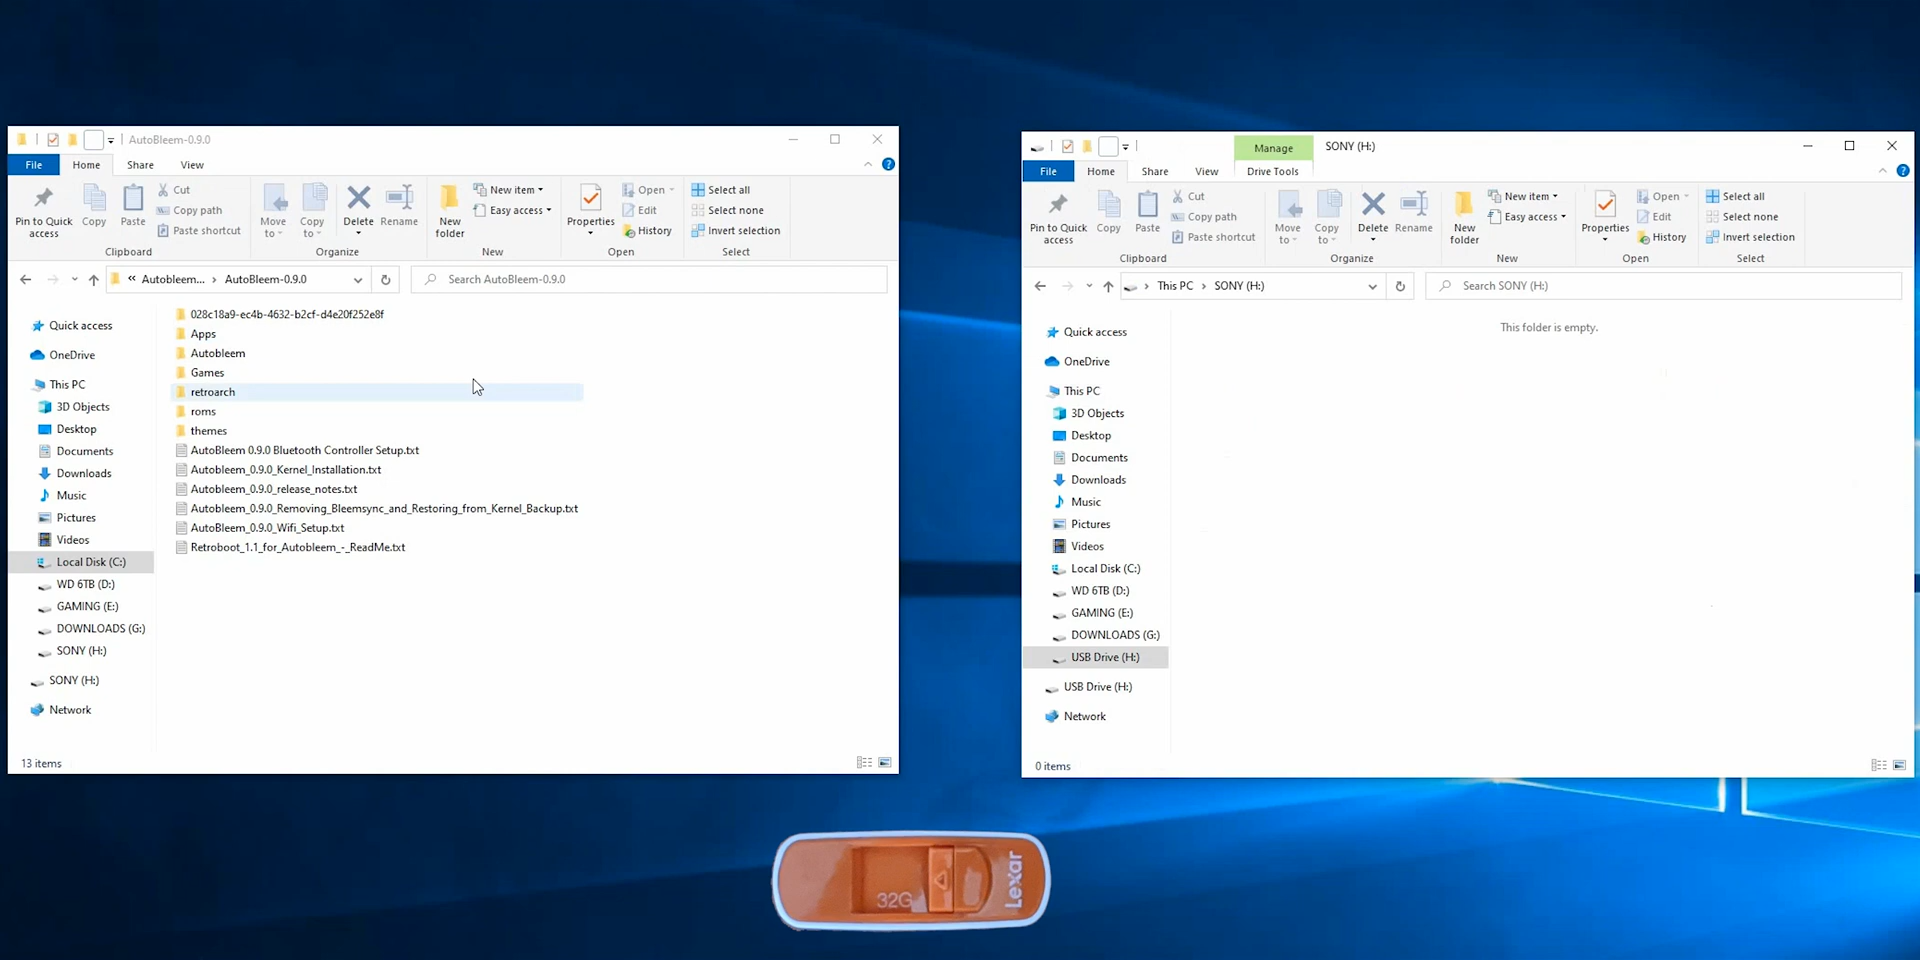 AutoBleem-0.9.0
File
Home
Share
View
Pin to Quick access
Copy
Paste
Cut
Copy path
Paste shortcut
Clipboard
Move to
Copy to
Delete
Rename
Organize
New folder
New item
Easy access
New
Properties
Open
Edit
History
Open
Select all
Select none
Invert selection
Select
« Autobleem... › AutoBleem-0.9.0
Search AutoBleem-0.9.0
Quick access
OneDrive
This PC
3D Objects
Desktop
Documents
Downloads
Music
Pictures
Videos
Local Disk (C:)
WD 6TB (D:)
GAMING (E:)
DOWNLOADS (G:)
SONY (H:)
SONY (H:)
Network
028c18a9-ec4b-4632-b2cf-d4e20f252e8f
Apps
Autobleem
Games
retroarch
roms
themes
AutoBleem 0.9.0 Bluetooth Controller Setup.txt
Autobleem_0.9.0_Kernel_Installation.txt
Autobleem_0.9.0_release_notes.txt
Autobleem_0.9.0_Removing_Bleemsync_and_Restoring_from_Kernel_Backup.txt
AutoBleem_0.9.0_Wifi_Setup.txt
Retroboot_1.1_for_Autobleem_-_ReadMe.txt
13 items
Manage
SONY (H:)
File
Home
Share
View
Drive Tools
Pin to Quick access
Copy
Paste
Cut
Copy path
Paste shortcut
Clipboard
Move to
Copy to
Delete
Rename
Organize
New folder
New item
Easy access
New
Properties
Open
Edit
History
Open
Select all
Select none
Invert selection
Select
This PC › SONY (H:)
Search SONY (H:)
This folder is empty.
Quick access
OneDrive
This PC
3D Objects
Desktop
Documents
Downloads
Music
Pictures
Videos
Local Disk (C:)
WD 6TB (D:)
GAMING (E:)
DOWNLOADS (G:)
USB Drive (H:)
USB Drive (H:)
Network
0 items
32G
Lexar